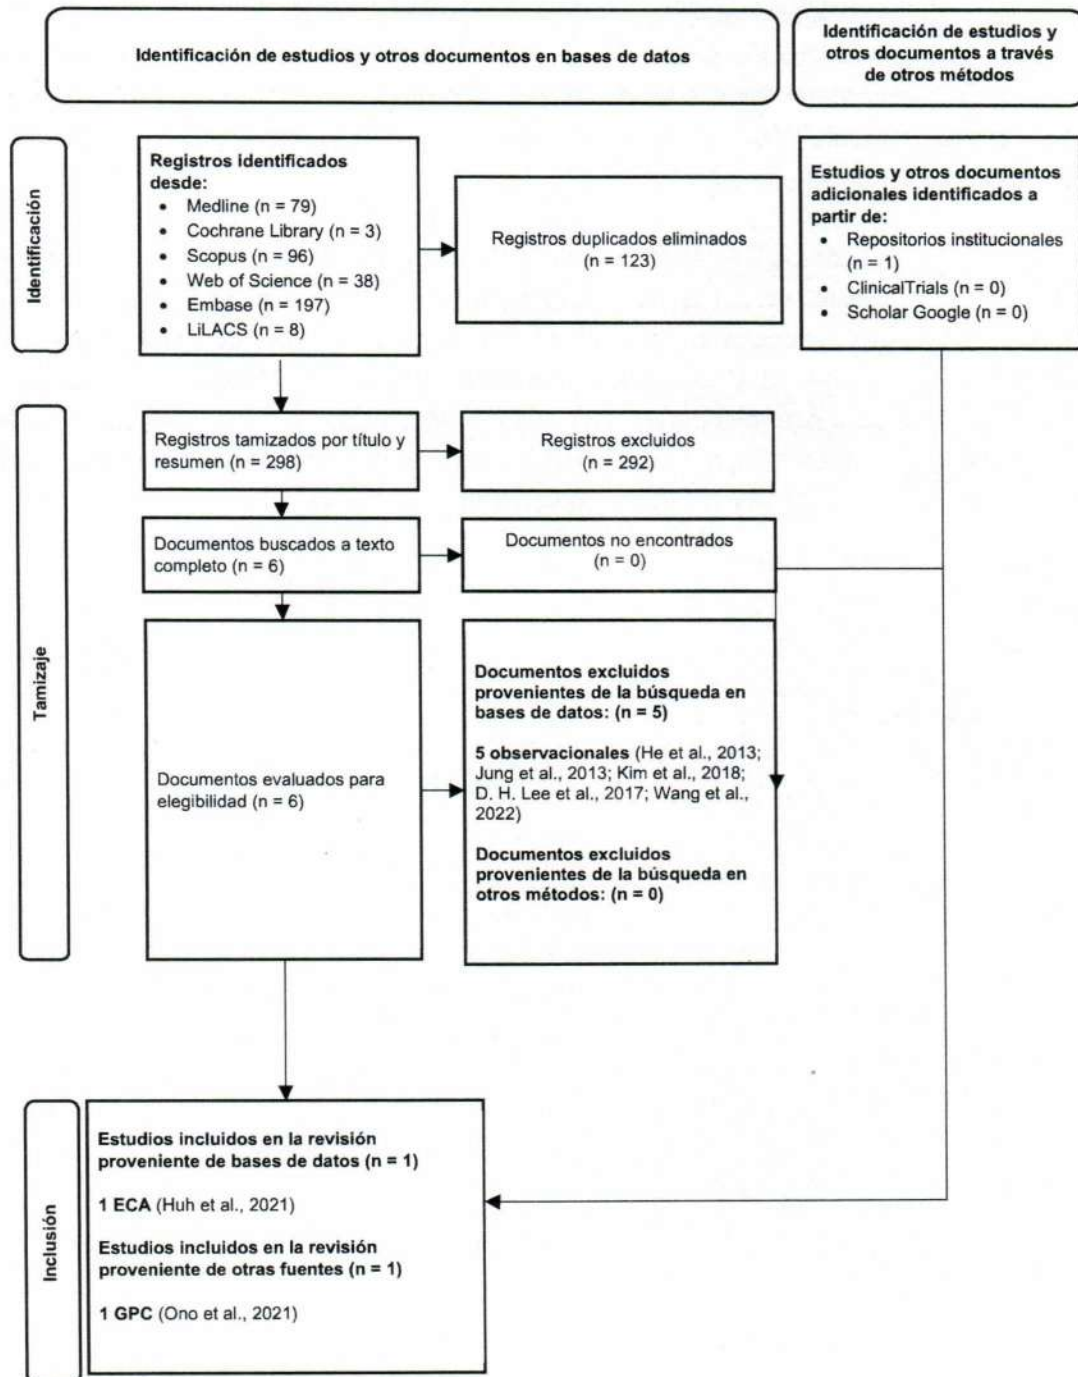 Identificación de estudios y otros documentos en bases de datos
Identificación de estudios y
otros documentos a través
de otros métodos
Identificación
Registros identificados
desde:
• Medline (n = 79)
• Cochrane Library (n = 3)
• Scopus (n = 96)
• Web of Science (n = 38)
• Embase (n = 197)
• LiLACS (n = 8)
Registros duplicados eliminados
(n = 123)
Estudios y otros documentos
adicionales identificados a
partir de:
• Repositorios institucionales
(n = 1)
• ClinicalTrials (n = 0)
• Scholar Google (n = 0)
Tamizaje
Registros tamizados por título y
resumen (n = 298)
Registros excluidos
(n = 292)
Documentos buscados a texto
completo (n = 6)
Documentos no encontrados
(n = 0)
Documentos evaluados para
elegibilidad (n = 6)
Documentos excluidos
provenientes de la búsqueda en
bases de datos: (n = 5)
5 observacionales (He et al., 2013;
Jung et al., 2013; Kim et al., 2018;
D. H. Lee et al., 2017; Wang et al.,
2022)
Documentos excluidos
provenientes de la búsqueda en
otros métodos: (n = 0)
Inclusión
Estudios incluidos en la revisión
proveniente de bases de datos (n = 1)
1 ECA (Huh et al., 2021)
Estudios incluidos en la revisión
proveniente de otras fuentes (n = 1)
1 GPC (Ono et al., 2021)